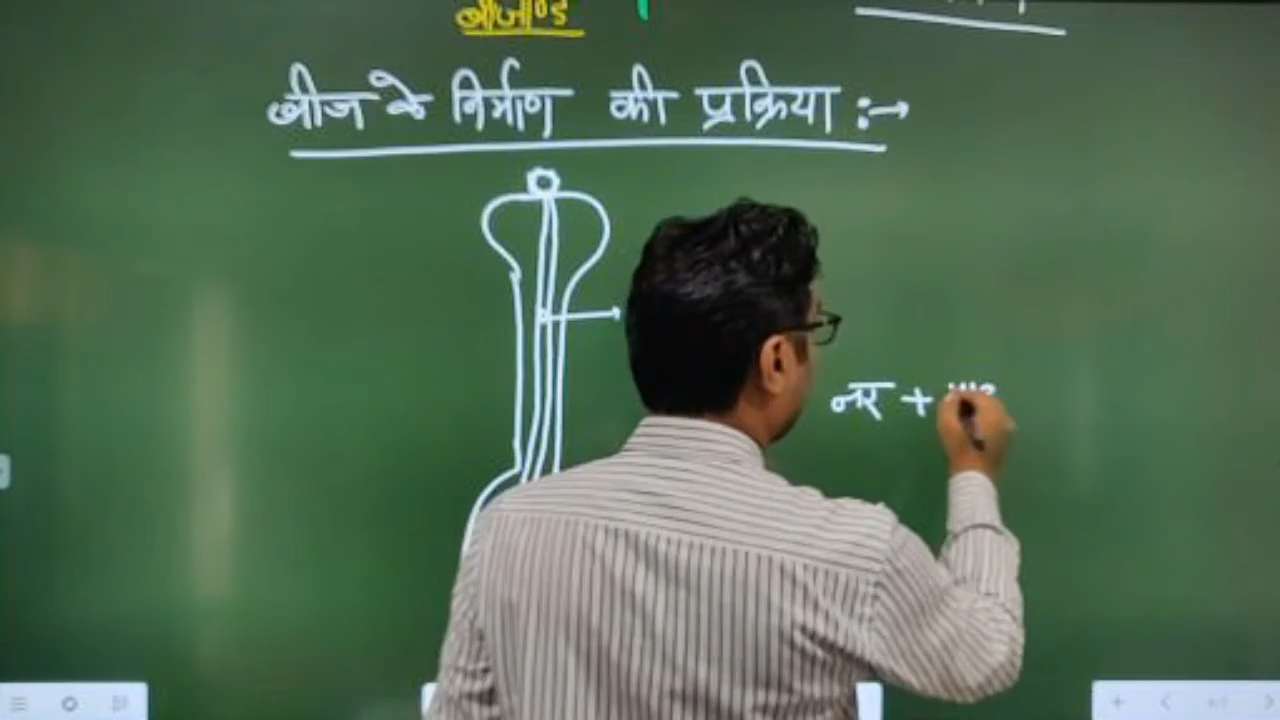 बीजाण्ड
बीज के निर्माण की प्रक्रिया :→
नर +